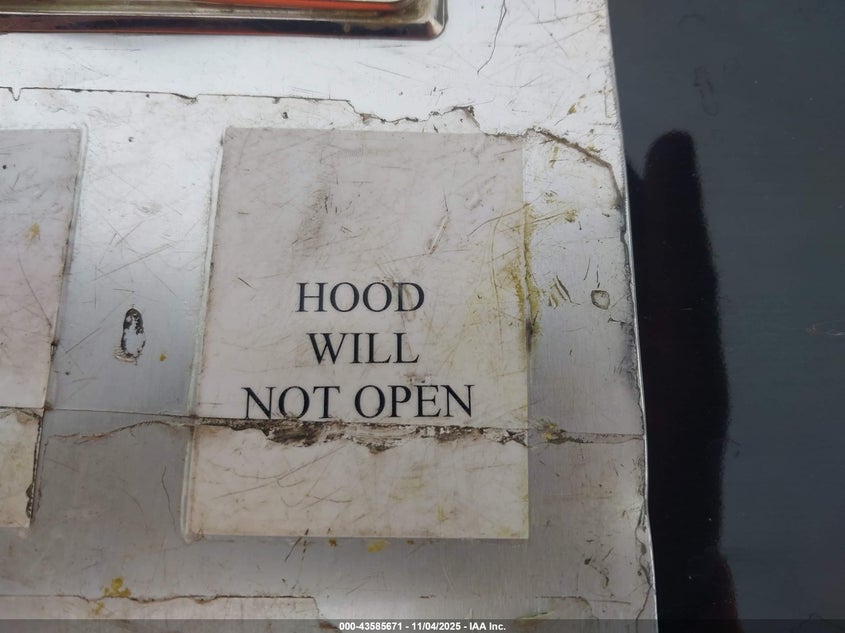 HOOD
WILL
NOT OPEN
000-43585671 - 11/04/2025 - IAA Inc.